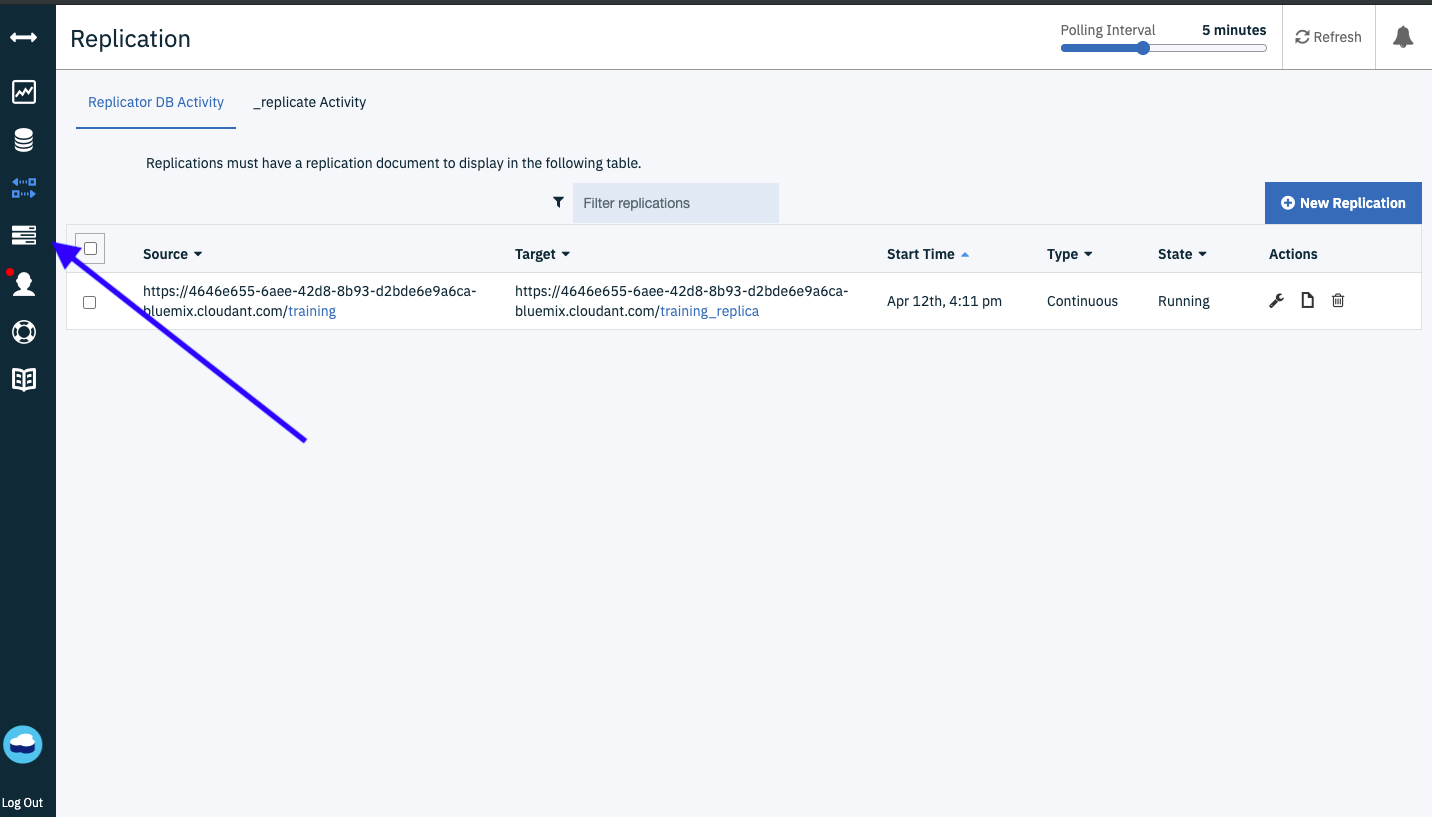 Replication
Polling Interval 5 minutes
Refresh
Replicator DB Activity _replicate Activity
Replications must have a replication document to display in the following table.
Filter replications
New Replication
Source Target Start Time Type State Actions
https://4646e655-6aee-42d8-8b93-d2bde6e9a6ca- https://4646e655-6aee-42d8-8b93-d2bde6e9a6ca-
bluemix.cloudant.com/training bluemix.cloudant.com/training_replica
Apr 12th, 4:11 pm Continuous Running
Log Out